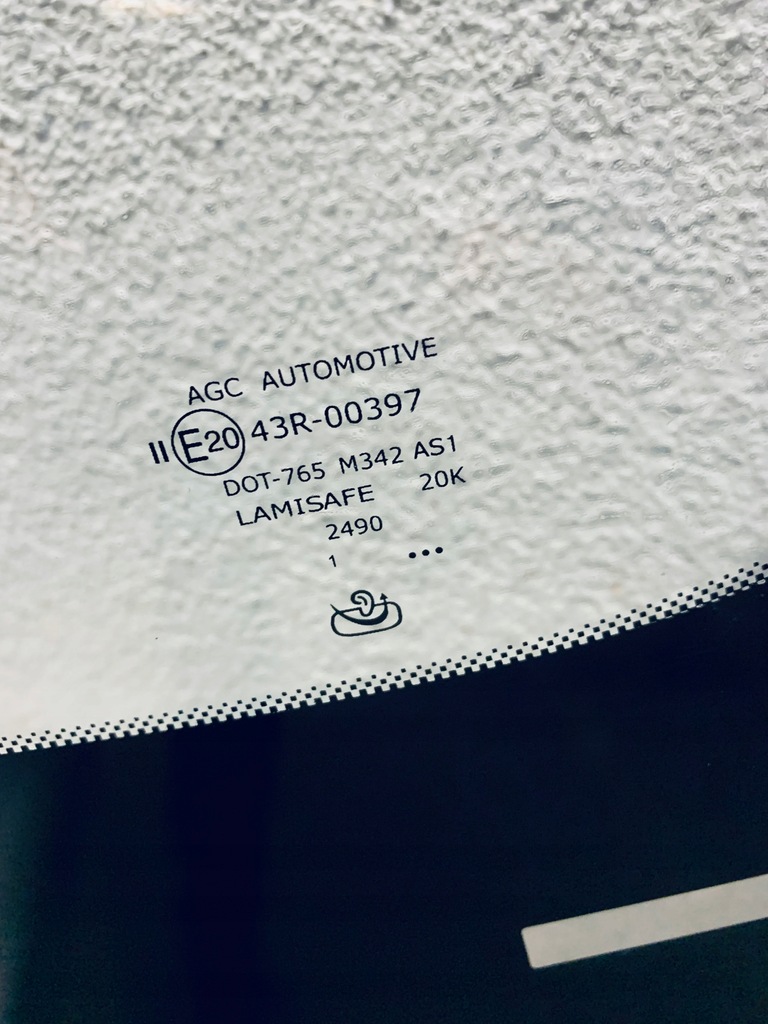 AGC AUTOMOTIVE
II E20 43R-00397
DOT-765 M342 AS1
LAMISAFE 20K
2490
1 •••